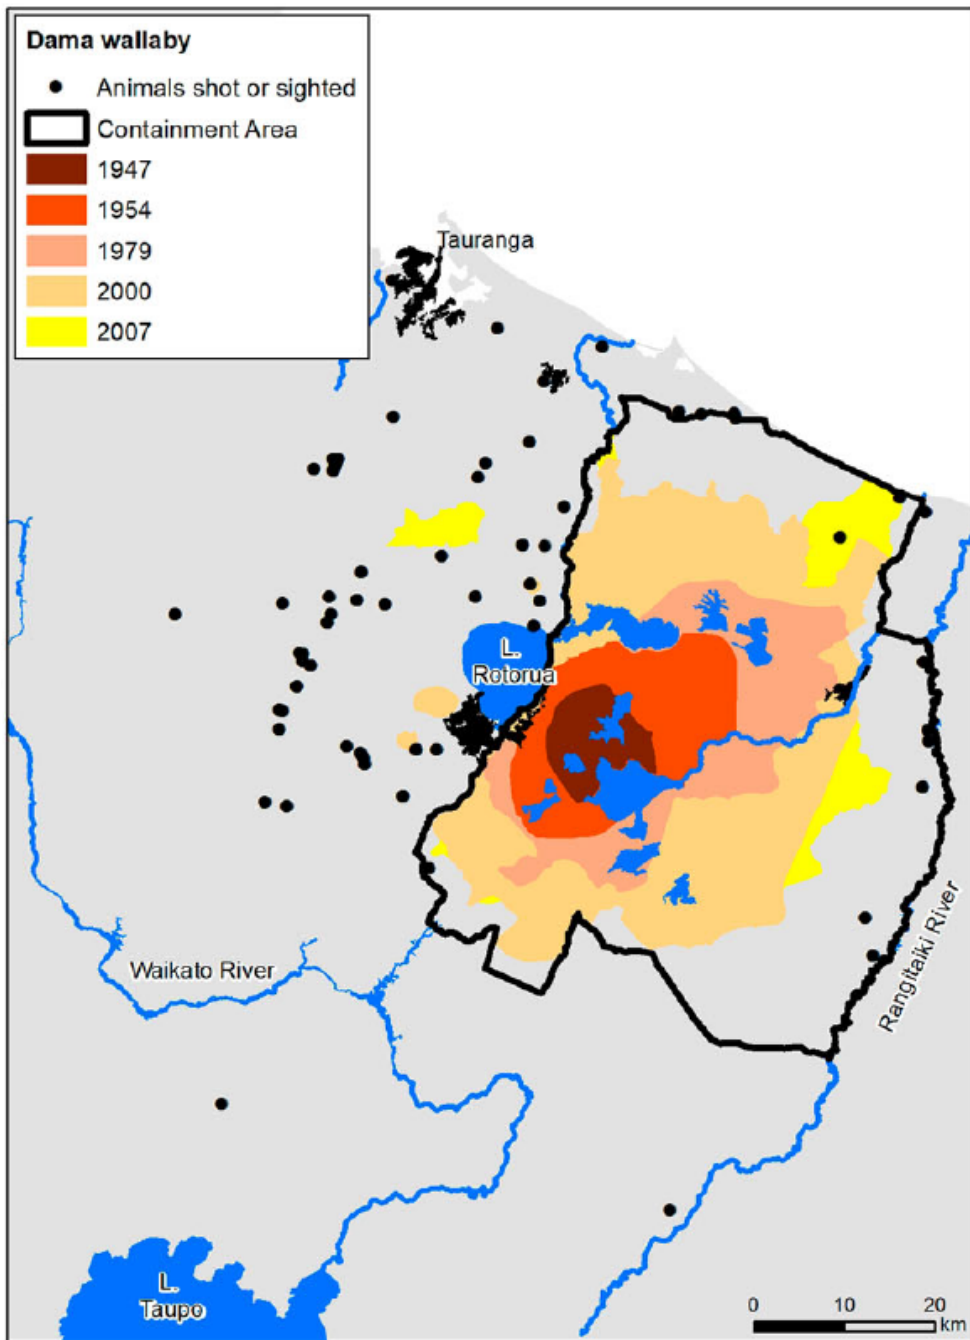 Dama wallaby
Animals shot or sighted
Containment Area
1947
1954
1979
2000
2007
Tauranga
L.
Rotorua
Waikato River
Rangitaiki River
L.
Taupo
0 10 20
km